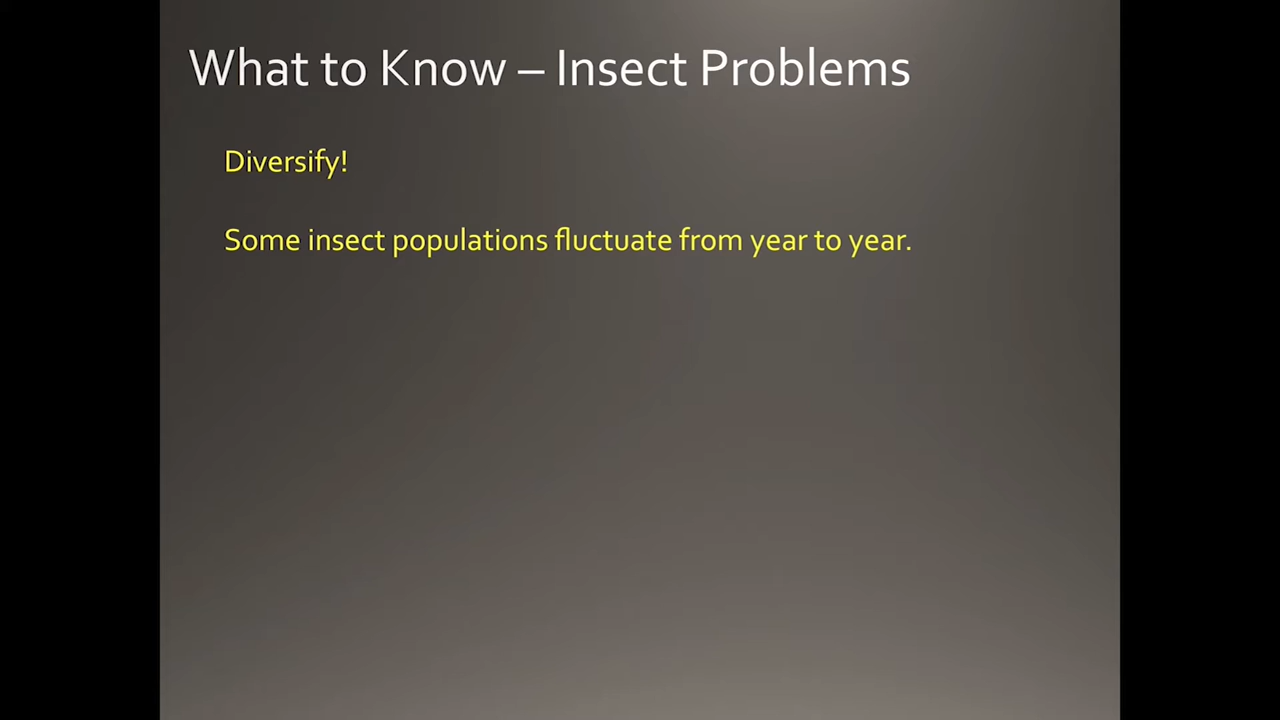 What to Know – Insect Problems
Diversify!
Some insect populations fluctuate from year to year.